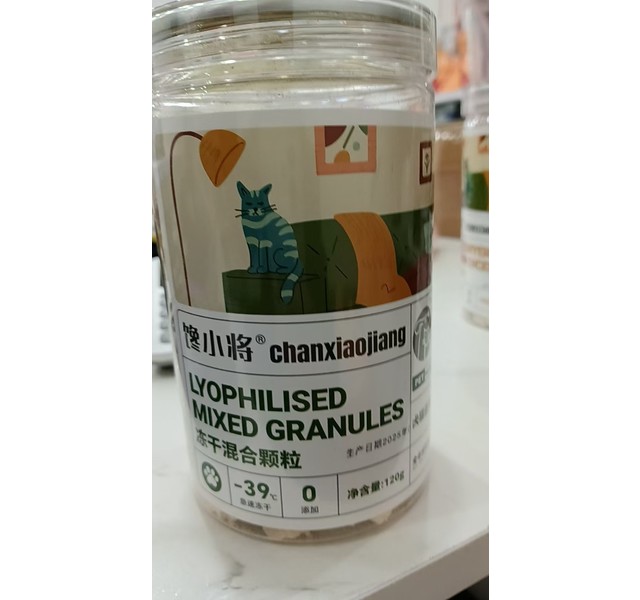 馋小将® chanxiaojiang
LYOPHILISED
MIXED GRANULES
冻干混合颗粒
生产日期2025年
-39℃
急速冻干
0
添加
净含量:120g
PET